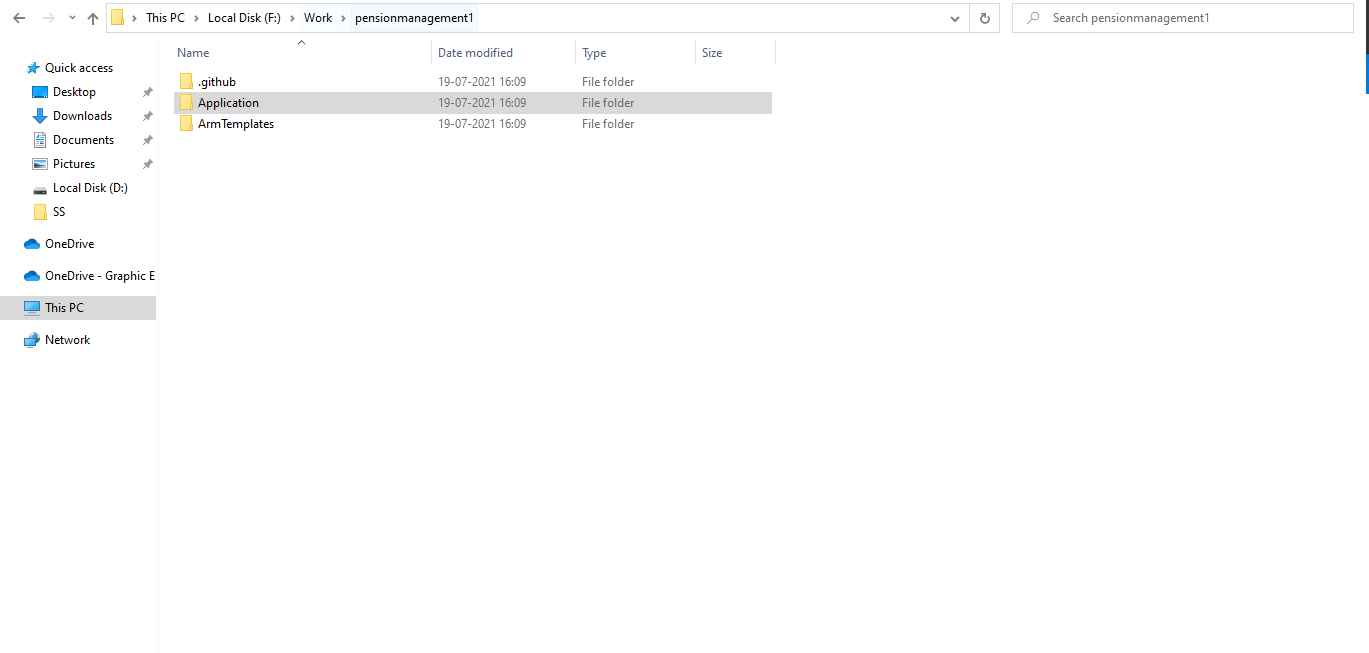 This PC > Local Disk (F:) > Work > pensionmanagement1
Search pensionmanagement1
Name Date modified Type Size
.github 19-07-2021 16:09 File folder
Application 19-07-2021 16:09 File folder
ArmTemplates 19-07-2021 16:09 File folder
Quick access
Desktop
Downloads
Documents
Pictures
Local Disk (D:)
SS
OneDrive
OneDrive - Graphic E
This PC
Network